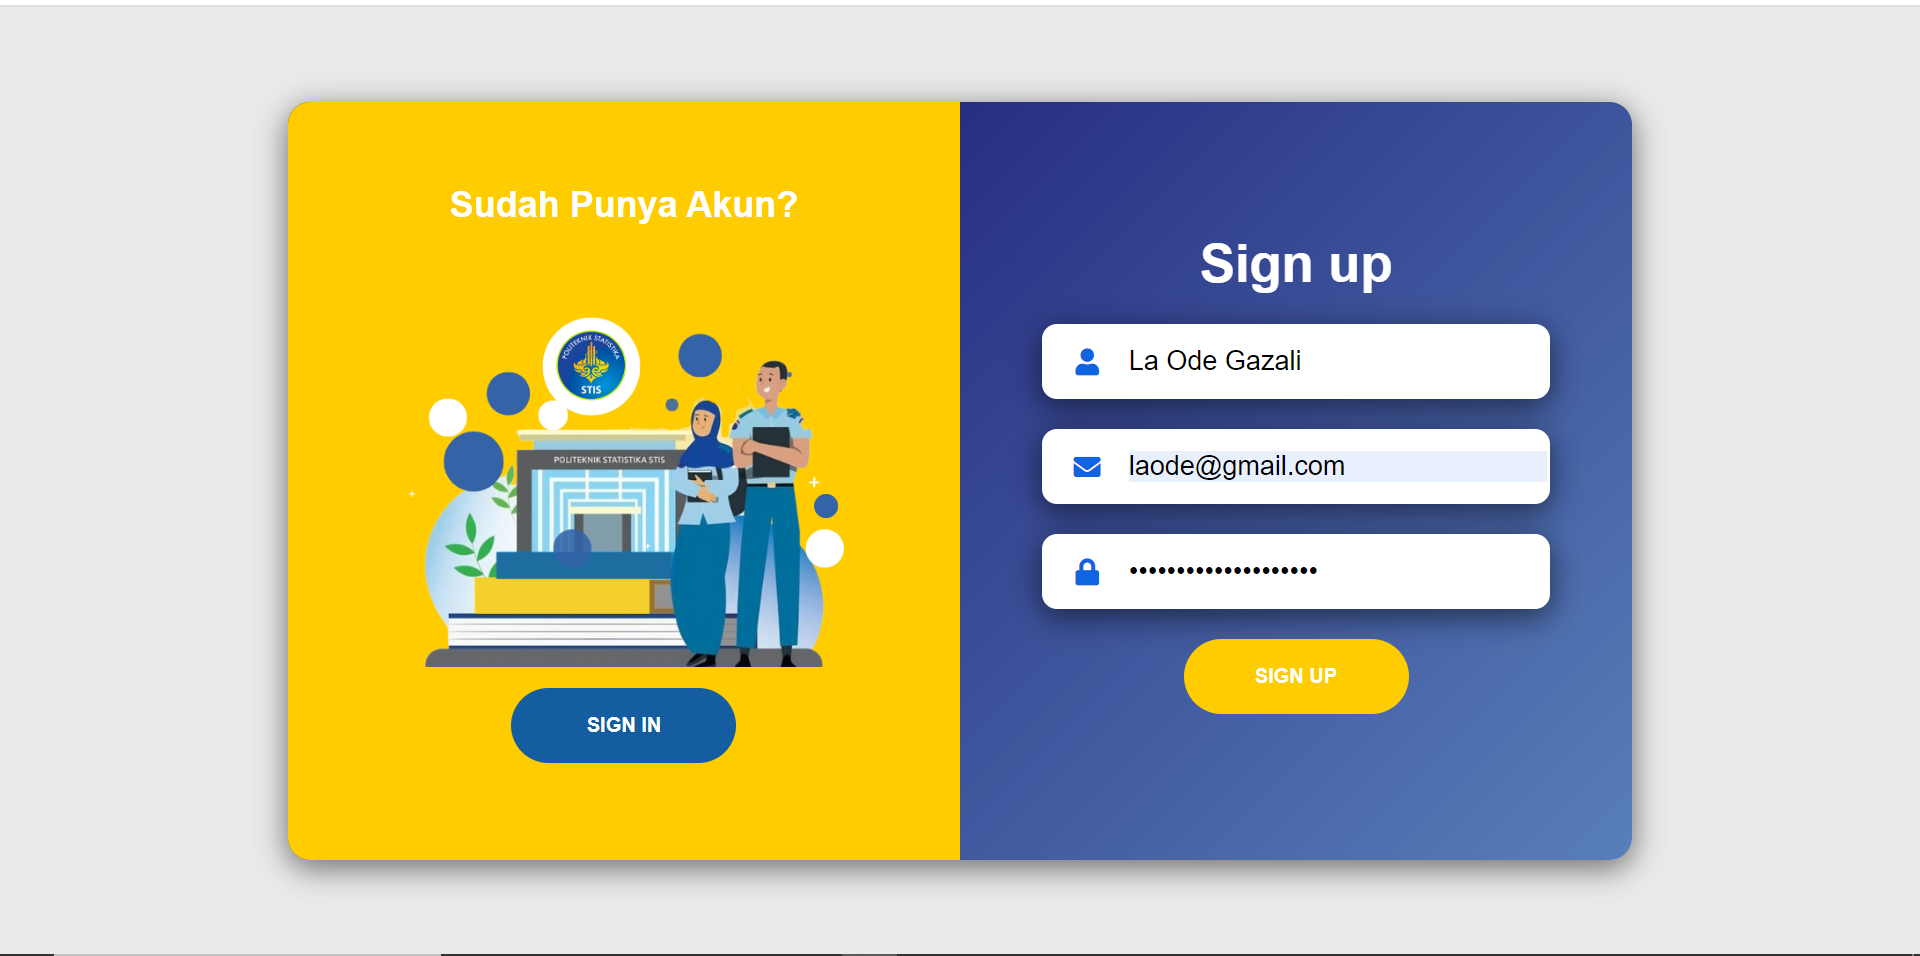 Sudah Punya Akun?
POLITEKNIK STATISTIKA
STIS
POLITEKNIK STATISTIKA STIS
SIGN IN
Sign up
La Ode Gazali
laode@gmail.com
••••••••••••••••••••
SIGN UP